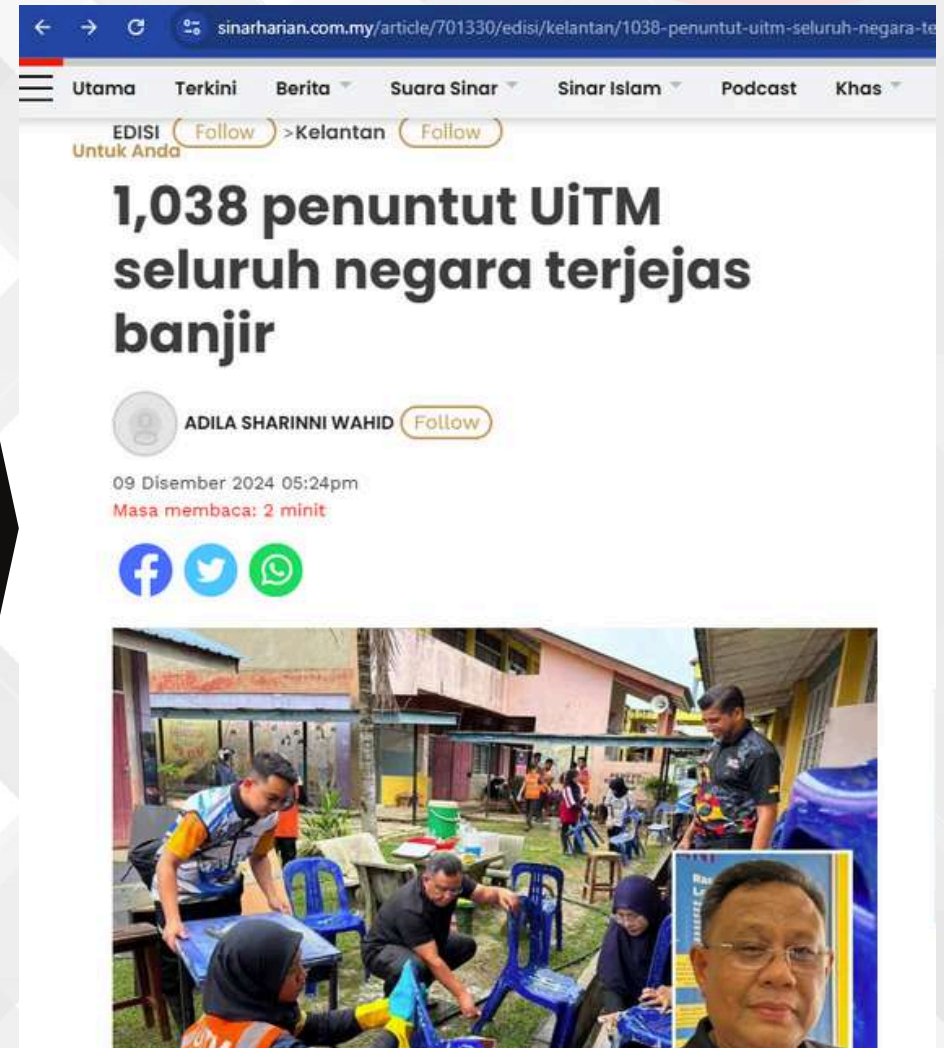 sinarharian.com.my/article/701330/edisi/kelantan/1038-penuntut-uitm-seluruh-negara-te
Utama Terkini Berita Suara Sinar Sinar Islam Podcast Khas
EDISI Follow >Kelantan Follow
Untuk Anda
1,038 penuntut UiTM
seluruh negara terjejas
banjir
ADILA SHARINNI WAHID Follow
09 Disember 2024 05:24pm
Masa membaca: 2 minit